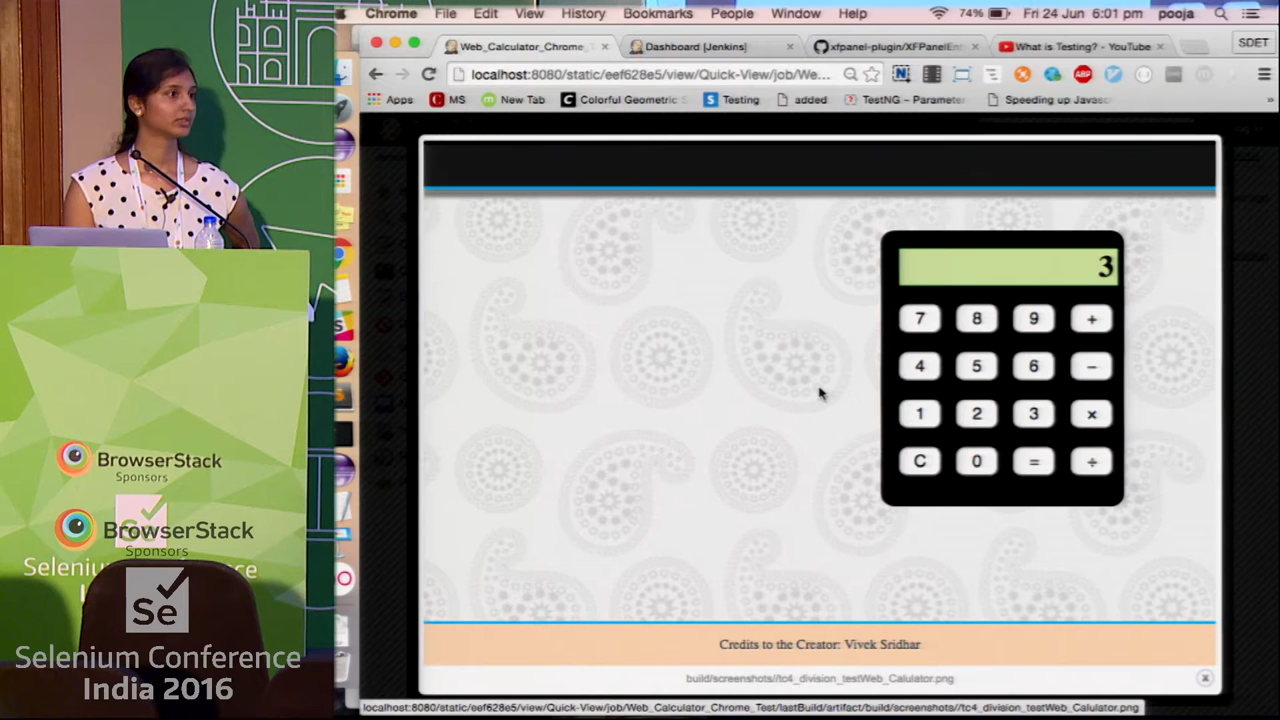 Chrome File Edit View History Bookmarks People Window Help 74% Fri 24 Jun 6:01 pm pooja
Web_Calculator_Chrome_T
Dashboard [Jenkins]
xfpanel-plugin/XFPanelEnt
What is Testing? - YouTube
SDET
localhost:8080/static/eef628e5/view/Quick-View/job/We...
ABP
Apps
MS
New Tab
Colorful Geometric S
Testing
added
TestNG – Parameter
Speeding up Javasc
»
3
7 8 9 +
4 5 6 −
1 2 3 ×
C 0 = ÷
Credits to the Creator: Vivek Sridhar
build/screenshots//tc4_division_testWeb_Calulator.png
localhost:8080/static/eef628e5/view/Quick-View/job/Web_Calculator_Chrome_Test/lastBuild/artifact/build/screenshots//tc4_division_testWeb_Calulator.png
BrowserStack
Sponsors
BrowserStack
Sponsors
Se
Selenium Conference
India 2016